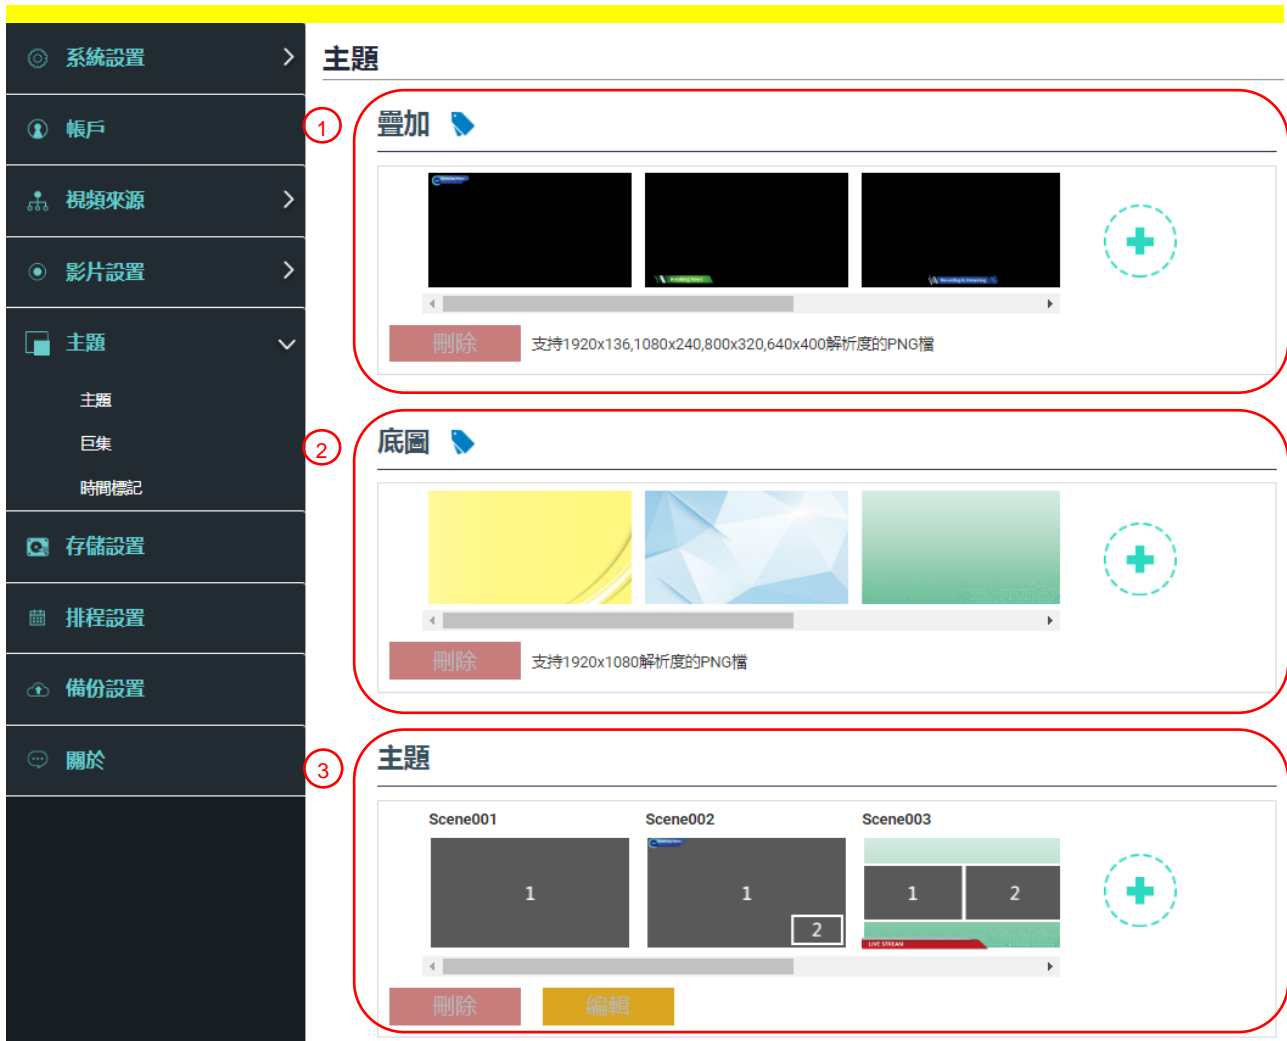 系統設置
帳戶
視頻來源
影片設置
主題
主題
巨集
時間標記
存儲設置
排程設置
備份設置
關於
主題
1
疊加
刪除
支持1920x136,1080x240,800x320,640x400解析度的PNG檔
2
底圖
刪除
支持1920x1080解析度的PNG檔
3
主題
Scene001 Scene002 Scene003
1 1 2 1 2
LIVE STREAM
刪除 編輯